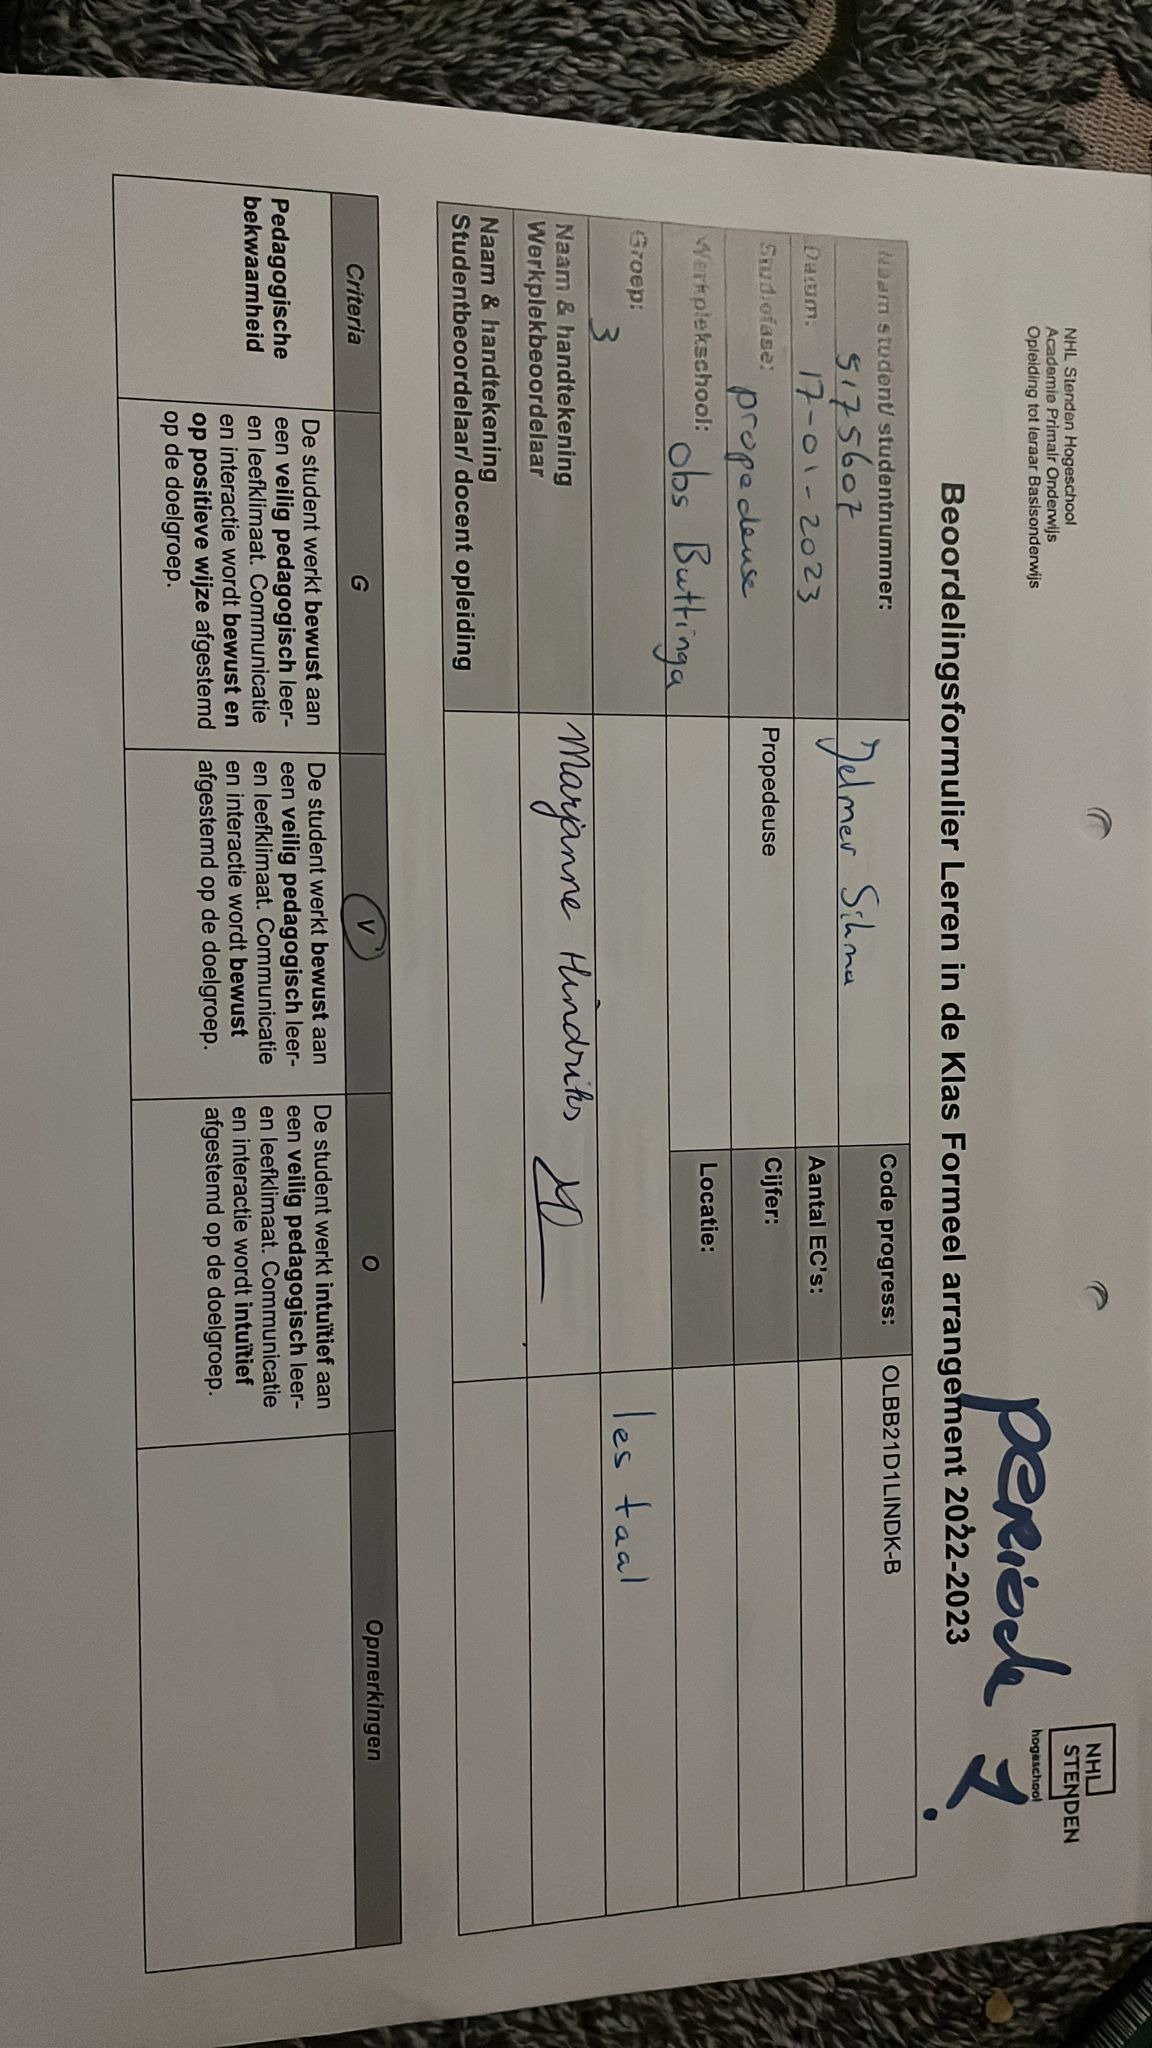 NHL Stenden Hogeschool
Academie Primair Onderwijs
Opleiding tot leraar Basisonderwijs
NHL
STENDEN
hogeschool
periode
Beoordelingsformulier Leren in de Klas Formeel arrangement 2022-2023
Naam student/ studentnummer:
5175607
Jelmer Sikma
Code progress:
OLBB21D1LINDK-B
Datum: 17-01-2023
Aantal EC's:
Studiefase: propedeuse
Propedeuse
Cijfer:
Werkplekschool: obs Buttinga
Locatie:
Groep:
3
les taal
Naam & handtekening
Werkplekbeoordelaar
Marjanne Hindriks
Naam & handtekening
Studentbeoordelaar/ docent opleiding
Criteria
G
V
O
Opmerkingen
Pedagogische
bekwaamheid
De student werkt bewust aan
een veilig pedagogisch leer-
en leefklimaat. Communicatie
en interactie wordt bewust en
op positieve wijze afgestemd
op de doelgroep.
De student werkt bewust aan
een veilig pedagogisch leer-
en leefklimaat. Communicatie
en interactie wordt bewust
afgestemd op de doelgroep.
De student werkt intuïtief aan
een veilig pedagogisch leer-
en leefklimaat. Communicatie
en interactie wordt intuïtief
afgestemd op de doelgroep.